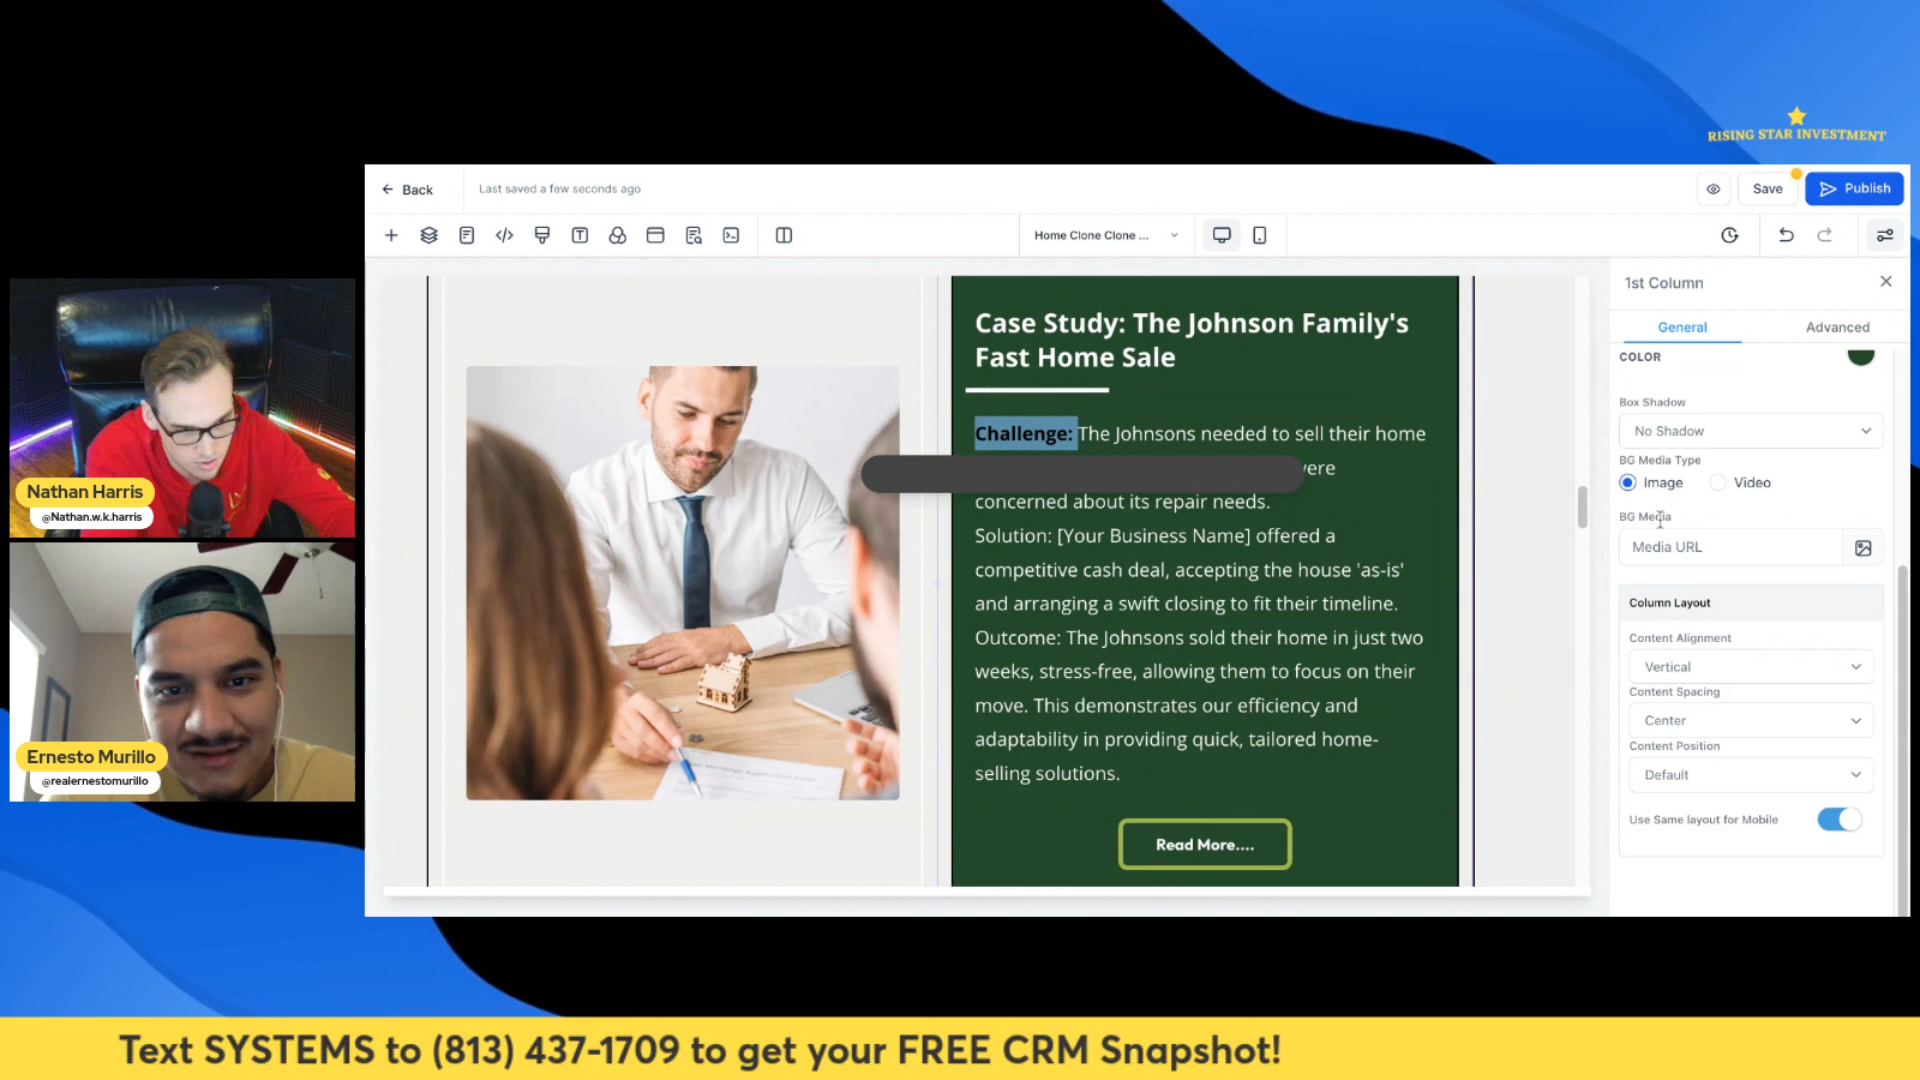 RISING STAR INVESTMENT
Back
Last saved a few seconds ago
Save
Publish
Home Clone Clone ...
1st Column
General
Advanced
COLOR
Box Shadow
No Shadow
BG Media Type
Image
Video
BG Media
Media URL
Column Layout
Content Alignment
Vertical
Content Spacing
Center
Content Position
Default
Use Same layout for Mobile
Case Study: The Johnson Family's
Fast Home Sale
Challenge: The Johnsons needed to sell their home
concerned about its repair needs.
Solution: [Your Business Name] offered a
competitive cash deal, accepting the house 'as-is'
and arranging a swift closing to fit their timeline.
Outcome: The Johnsons sold their home in just two
weeks, stress-free, allowing them to focus on their
move. This demonstrates our efficiency and
adaptability in providing quick, tailored home-
selling solutions.
Read More....
Nathan Harris
@Nathan.w.k.harris
Ernesto Murillo
@realernestomurillo
Text SYSTEMS to (813) 437-1709 to get your FREE CRM Snapshot!